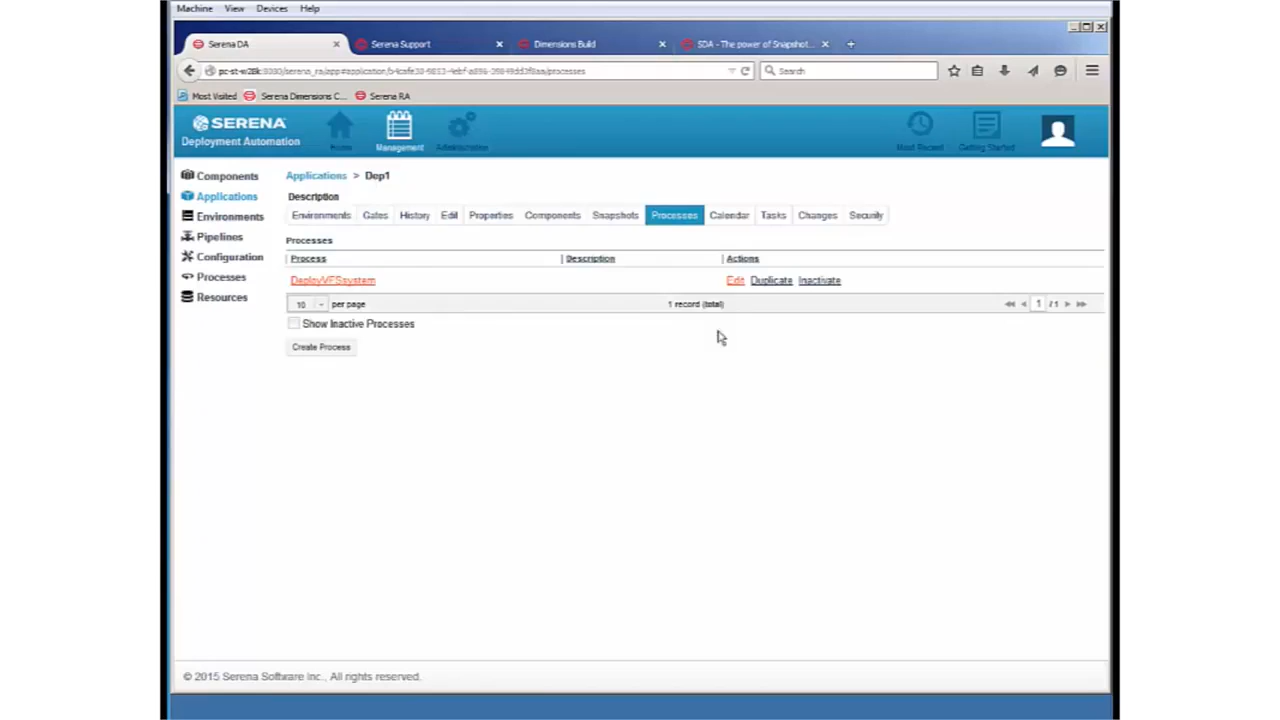 Machine View Devices Help
Serena DA Serena Support Dimensions Build SDA - The power of Snapshot...
Search
Most Visited Serena Dimensions C... Serena RA
SERENA
Deployment Automation
Home Management Administration Most Recent Getting Started
Components
Applications
Environments
Pipelines
Configuration
Processes
Resources
Applications > Dep1
Description
Environments Gates History Edit Properties Components Snapshots Processes Calendar Tasks Changes Security
Processes
Process Description Actions
DeployVFSsystem Edit Duplicate Inactivate
10 per page 1 record (total) 1 / 1
Show Inactive Processes
Create Process
© 2015 Serena Software Inc., All rights reserved.